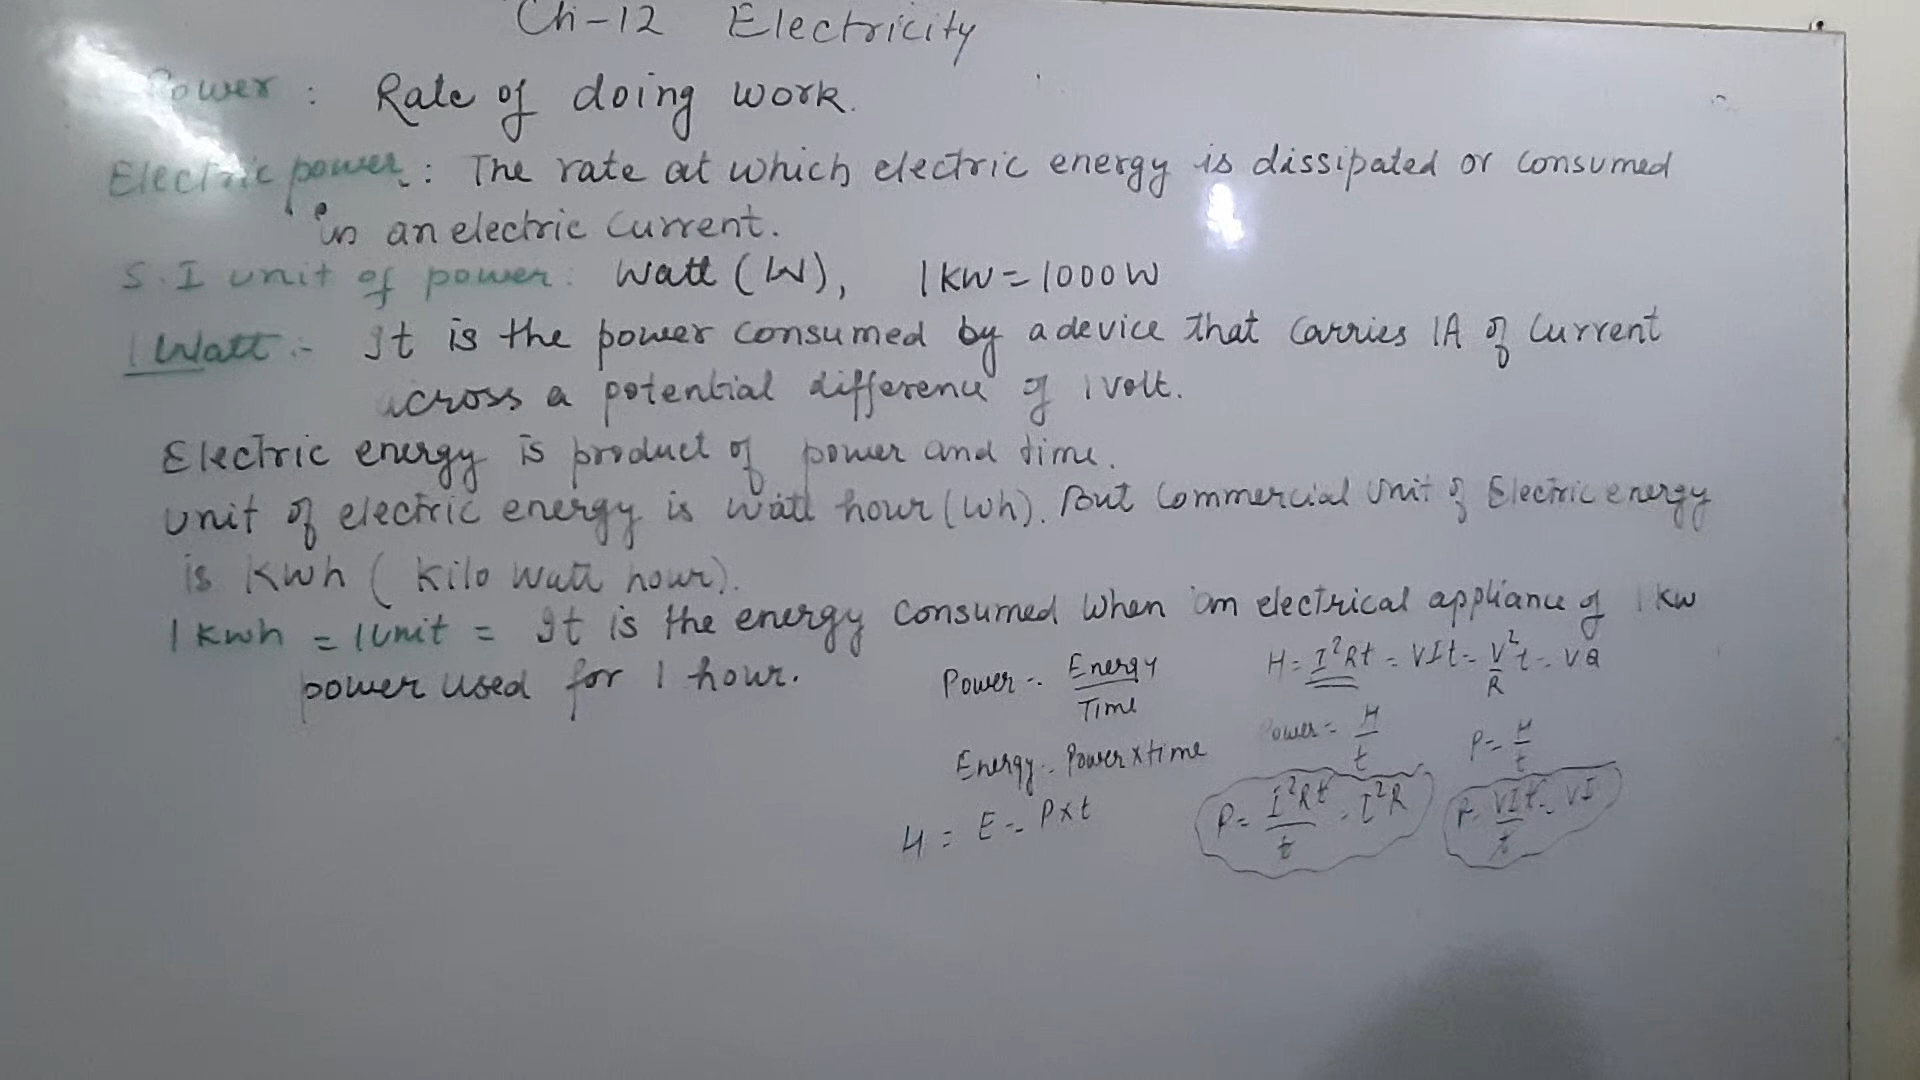 Ch-12 Electricity
Power : Rate of doing work.
Electric power : The rate at which electric energy is dissipated or consumed
in an electric current.
S.I unit of power: Watt (W), 1 KW = 1000 W
1 Watt :- It is the power consumed by a device that carries 1A of current
across a potential difference of 1 volt.
Electric energy is product of power and time.
unit of electric energy is watt hour (Wh). But Commercial unit of Electric energy
is Kwh ( Kilo watt hour).
1 kwh = 1 unit = It is the energy consumed when an electrical appliance of 1 kw
power used for 1 hour.
Power = Energy/Time
H = I²Rt = VIt = V²/R t = VQ
Energy = Power x time
Power = H/t
P = H/t
H = E = P x t
P = I²Rt/t = I²R
P = VIt/t = VI